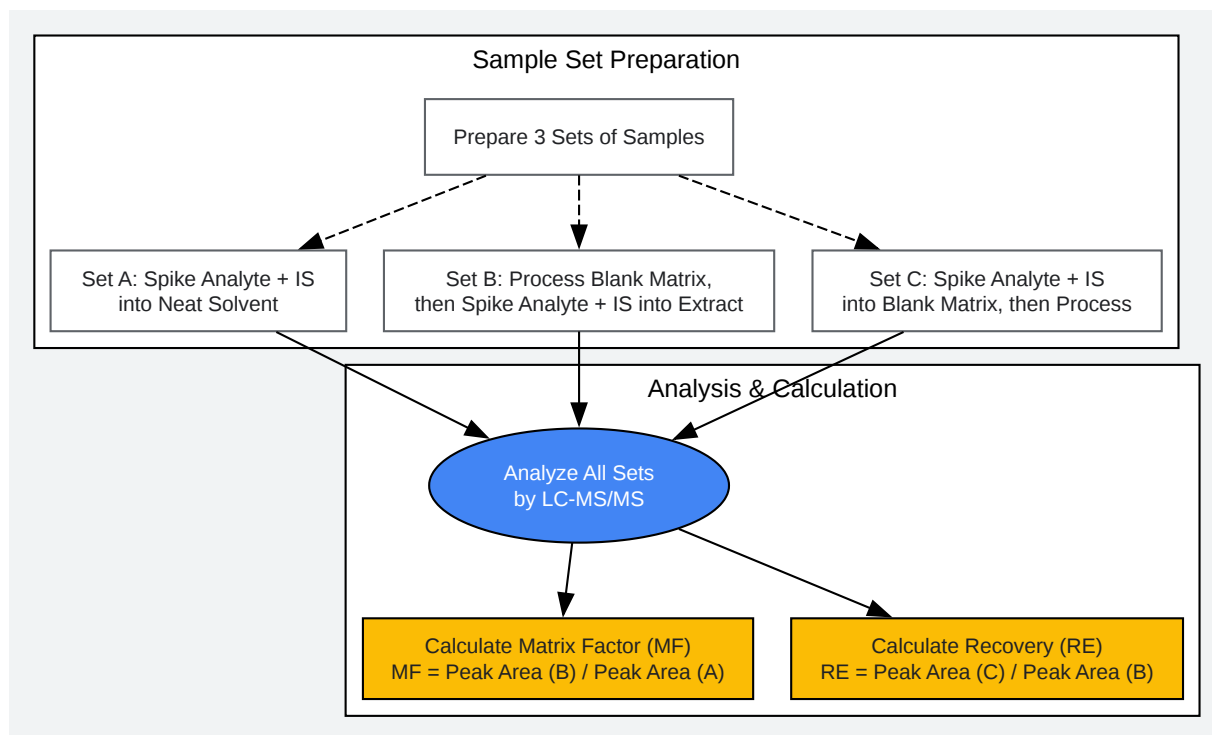 Sample Set Preparation
Prepare 3 Sets of Samples
Set A: Spike Analyte + IS
into Neat Solvent
Set B: Process Blank Matrix,
then Spike Analyte + IS into Extract
Set C: Spike Analyte + IS
into Blank Matrix, then Process
Analysis & Calculation
Analyze All Sets
by LC-MS/MS
Calculate Matrix Factor (MF)
MF = Peak Area (B) / Peak Area (A)
Calculate Recovery (RE)
RE = Peak Area (C) / Peak Area (B)